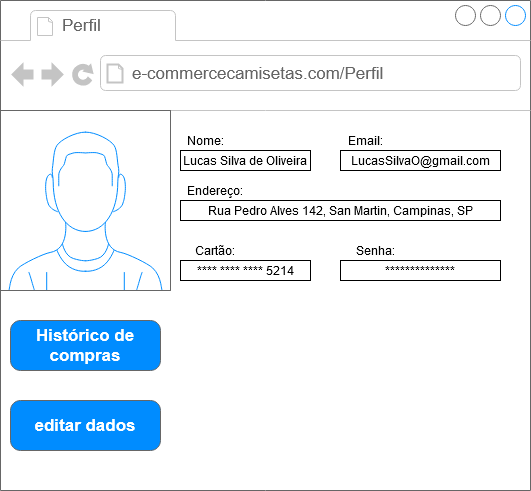 Perfil
e-commercecamisetas.com/Perfil
Nome:
Email:
Lucas Silva de Oliveira
LucasSilvaO@gmail.com
Endereço:
Rua Pedro Alves 142, San Martin, Campinas, SP
Cartão:
Senha:
**** **** **** 5214
**************
Histórico de
compras
editar dados